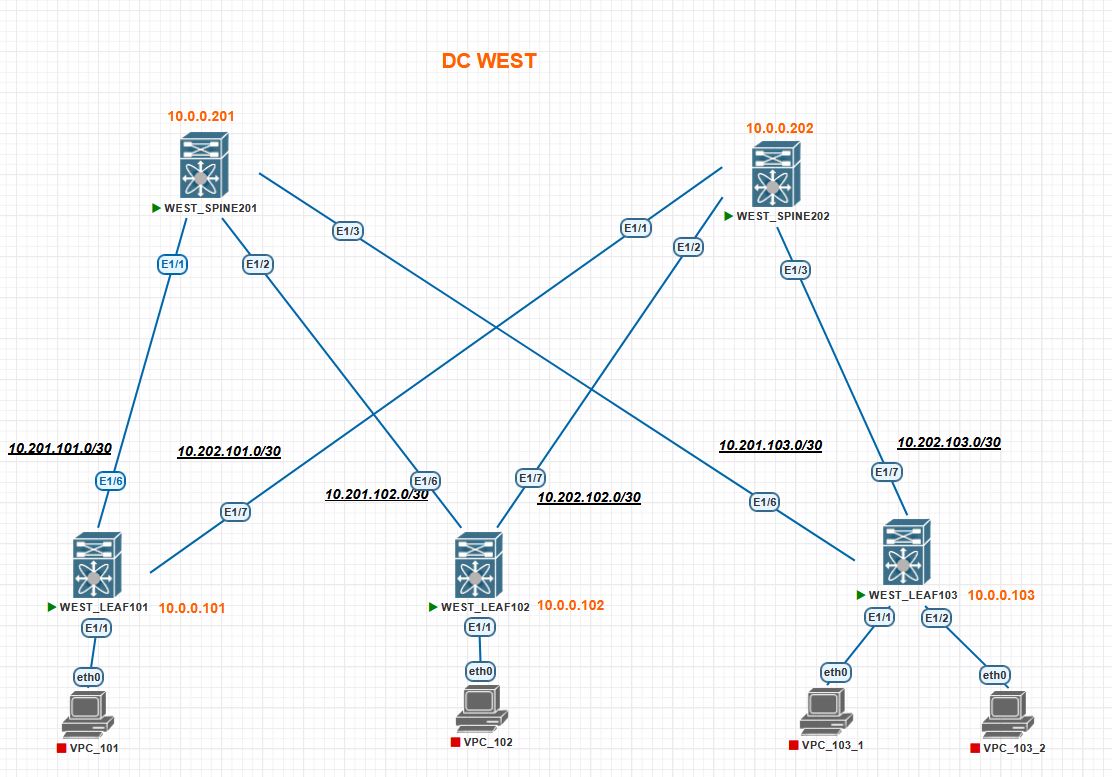 DC WEST
10.0.0.201
10.0.0.202
WEST_SPINE201
WEST_SPINE202
E1/3
E1/1
E1/2
E1/1
E1/2
E1/3
10.201.101.0/30
10.202.101.0/30
10.201.103.0/30
10.202.103.0/30
E1/6
E1/6
E1/7
E1/7
10.201.102.0/30
10.202.102.0/30
E1/6
E1/7
WEST_LEAF101
10.0.0.101
WEST_LEAF102
10.0.0.102
WEST_LEAF103
10.0.0.103
E1/1
E1/1
E1/1
E1/2
eth0
eth0
eth0
eth0
VPC_101
VPC_102
VPC_103_1
VPC_103_2